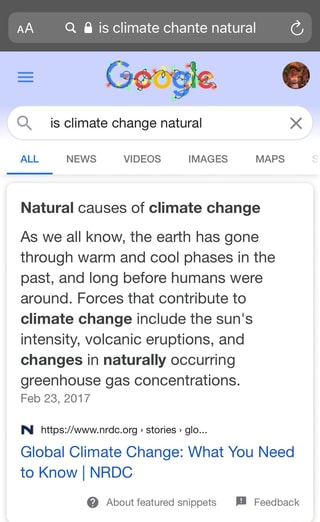 AA is climate chante natural
Google
is climate change natural
ALL NEWS VIDEOS IMAGES MAPS S
Natural causes of climate change
As we all know, the earth has gone
through warm and cool phases in the
past, and long before humans were
around. Forces that contribute to
climate change include the sun's
intensity, volcanic eruptions, and
changes in naturally occurring
greenhouse gas concentrations.
Feb 23, 2017
N https://www.nrdc.org › stories › glo...
Global Climate Change: What You Need
to Know | NRDC
About featured snippets Feedback